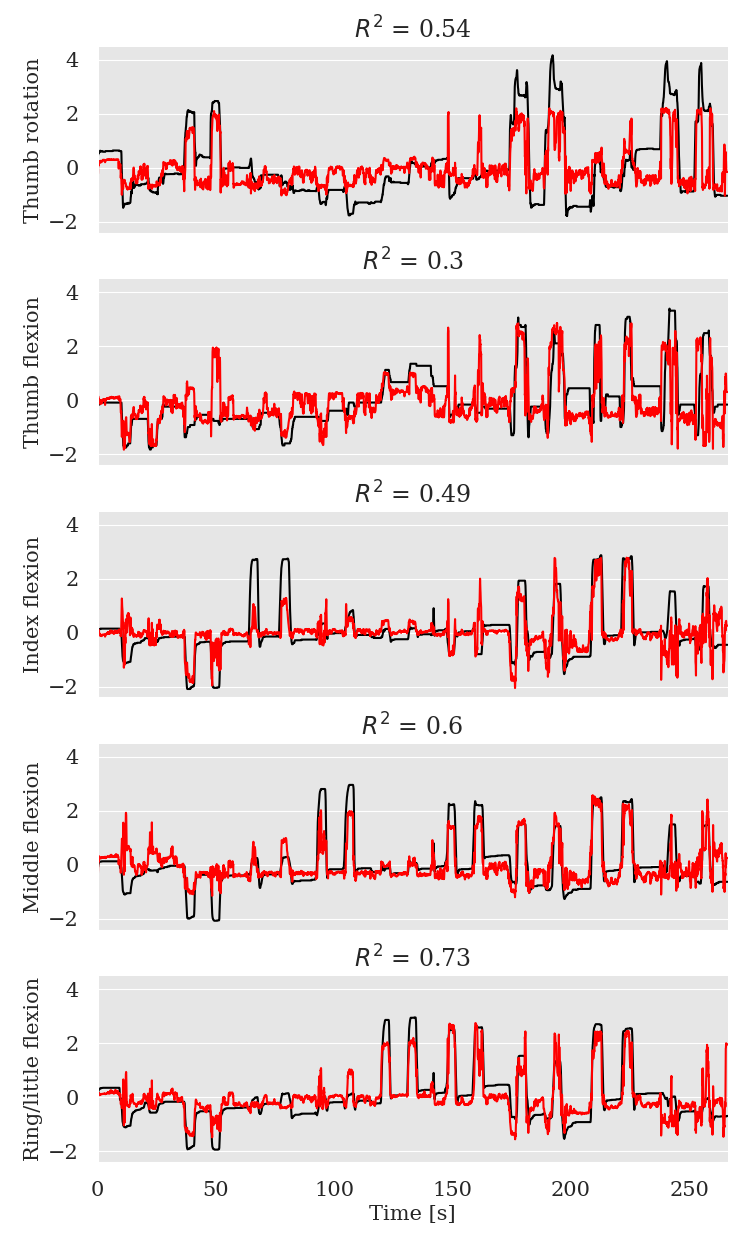 R² = 0.54
Thumb rotation
4
2
0
−2
R² = 0.3
Thumb flexion
4
2
0
−2
R² = 0.49
Index flexion
4
2
0
−2
R² = 0.6
Middle flexion
4
2
0
−2
R² = 0.73
Ring/little flexion
4
2
0
−2
0 50 100 150 200 250
Time [s]